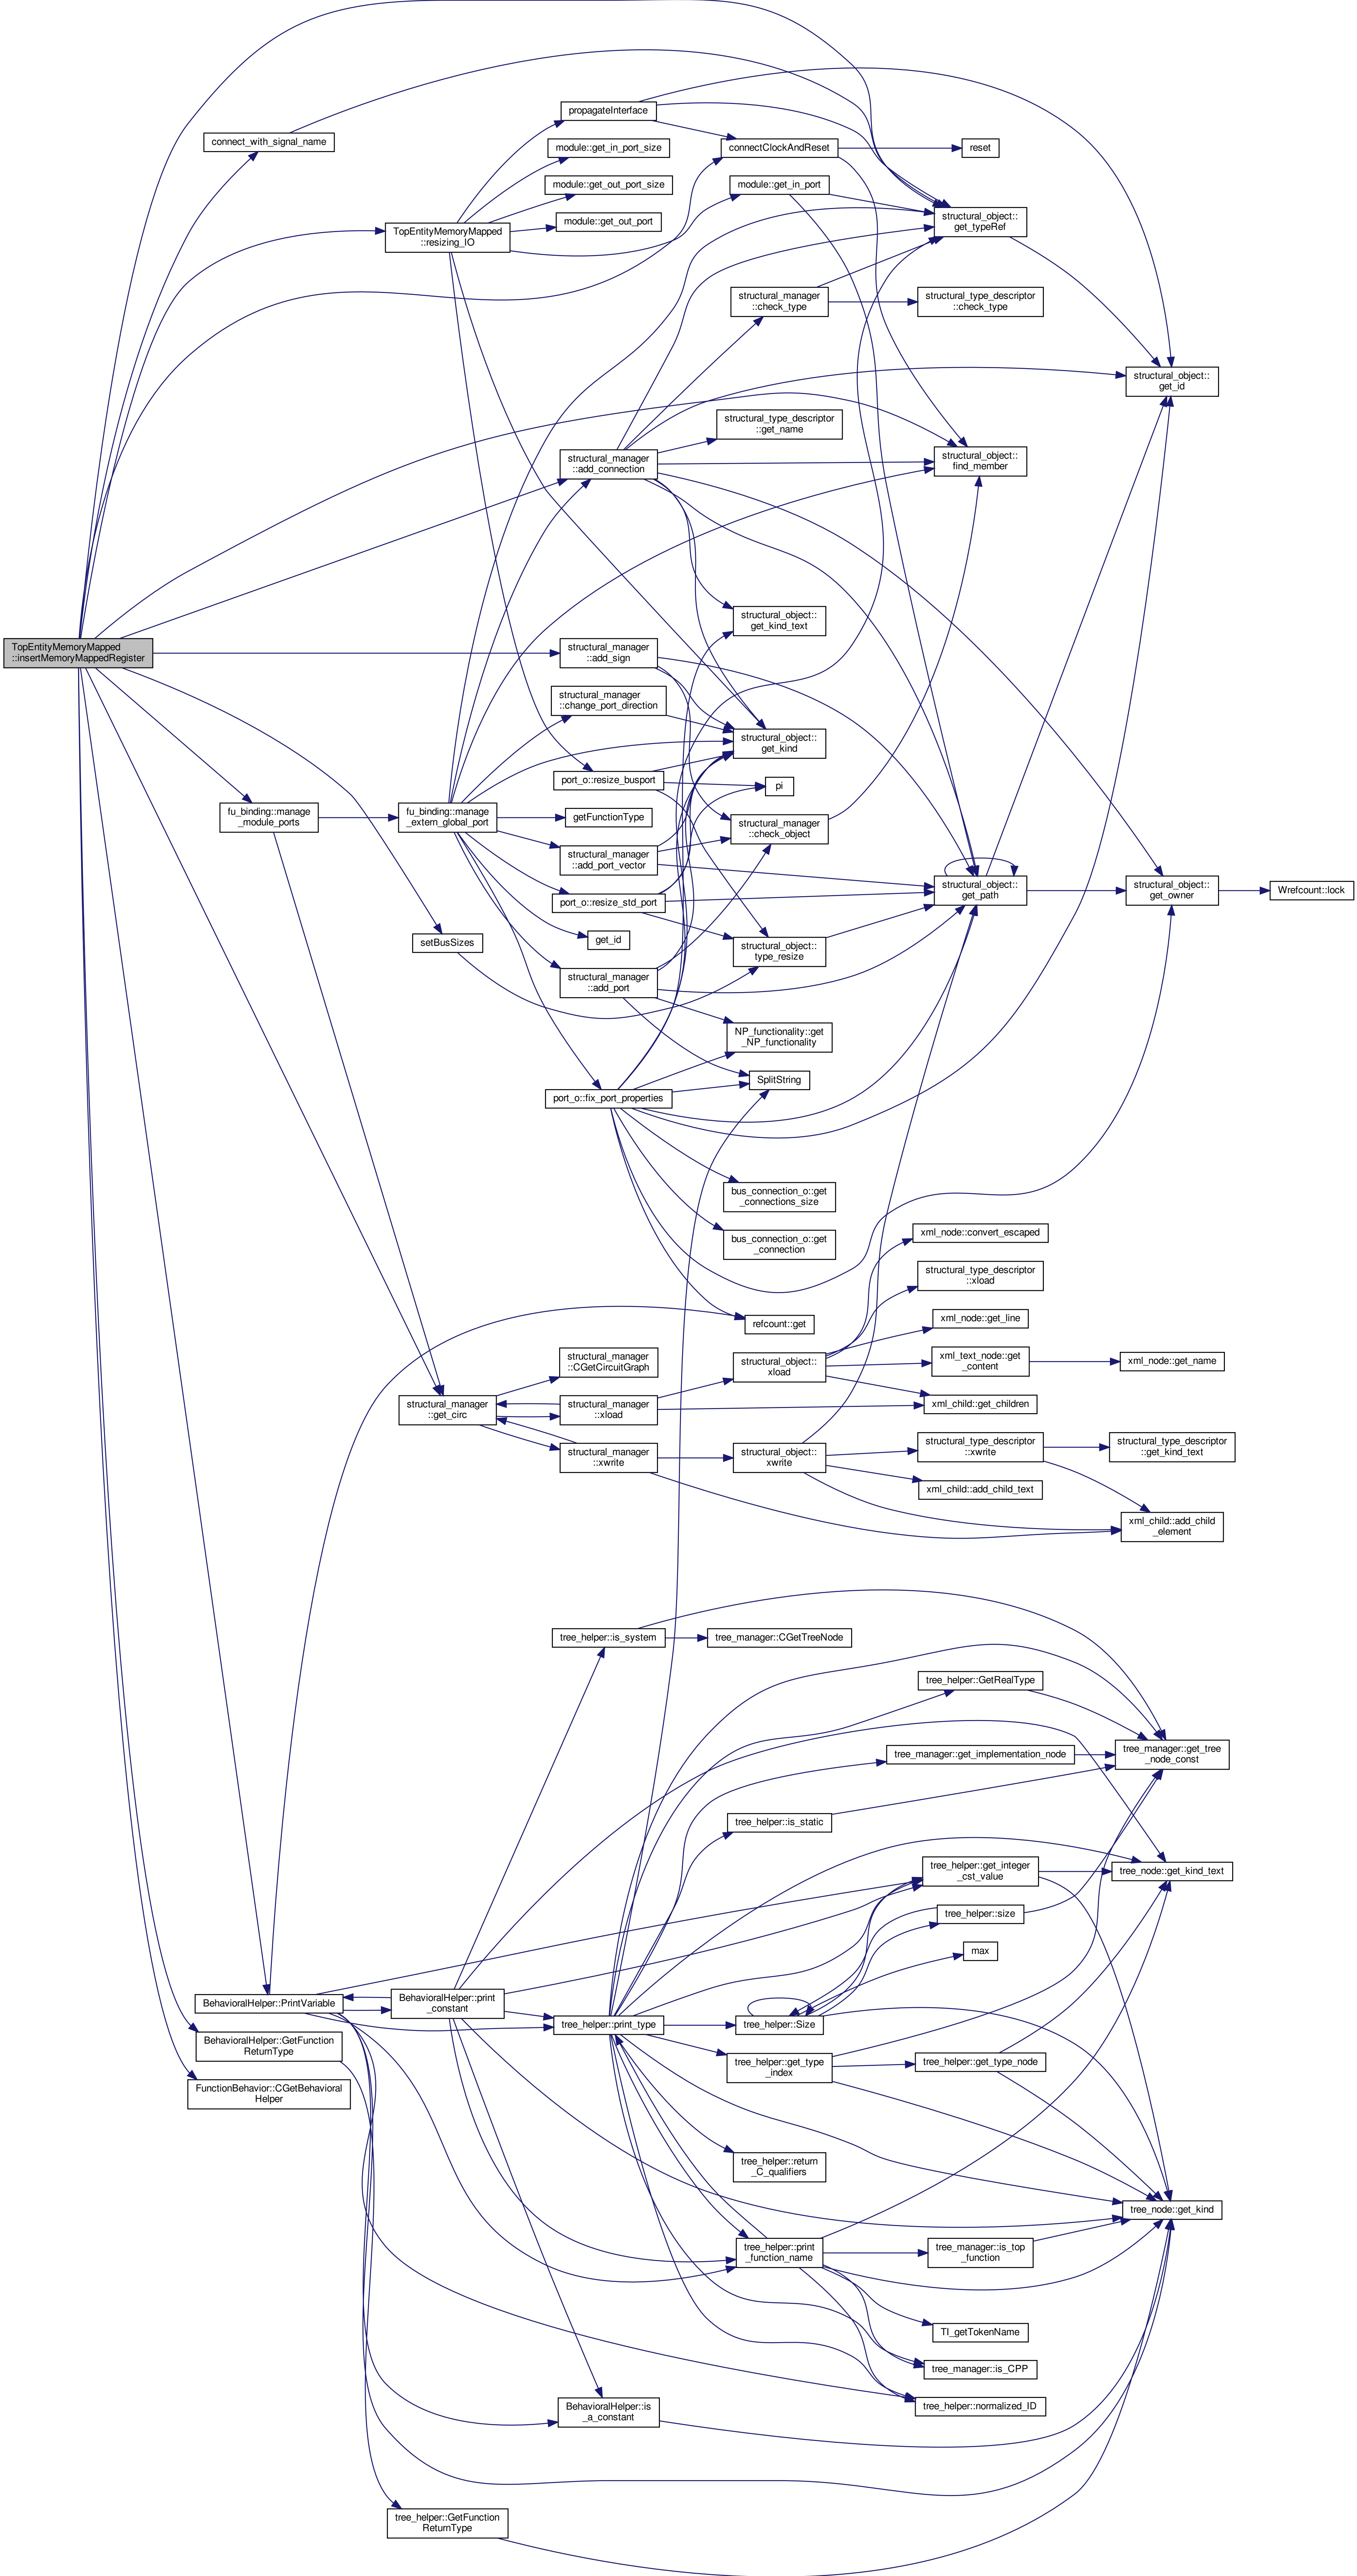 propagateInterface
connect_with_signal_name
module::get_in_port_size
connectClockAndReset
reset
module::get_out_port_size
module::get_in_port
TopEntityMemoryMapped
::resizing_IO
module::get_out_port
structural_object::
get_typeRef
structural_manager
::check_type
structural_type_descriptor
::check_type
structural_object::
get_id
structural_type_descriptor
::get_name
structural_manager
::add_connection
structural_object::
find_member
structural_object::
get_kind_text
TopEntityMemoryMapped
::insertMemoryMappedRegister
structural_manager
::add_sign
structural_manager
::change_port_direction
structural_object::
get_kind
port_o::resize_busport
pi
fu_binding::manage
_module_ports
fu_binding::manage
_extern_global_port
getFunctionType
structural_manager
::check_object
structural_manager
::add_port_vector
port_o::resize_std_port
structural_object::
get_path
structural_object::
get_owner
Wrefcount::lock
setBusSizes
get_id
structural_object::
type_resize
structural_manager
::add_port
NP_functionality::get
_NP_functionality
SplitString
port_o::fix_port_properties
bus_connection_o::get
_connections_size
bus_connection_o::get
_connection
xml_node::convert_escaped
structural_type_descriptor
::xload
refcount::get
xml_node::get_line
structural_manager
::CGetCircuitGraph
structural_object::
xload
xml_text_node::get
_content
xml_node::get_name
structural_manager
::get_circ
structural_manager
::xload
xml_child::get_children
structural_manager
::xwrite
structural_object::
xwrite
structural_type_descriptor
::xwrite
structural_type_descriptor
::get_kind_text
xml_child::add_child_text
xml_child::add_child
_element
tree_helper::is_system
tree_manager::CGetTreeNode
tree_helper::GetRealType
tree_manager::get_implementation_node
tree_manager::get_tree
_node_const
tree_helper::is_static
tree_helper::get_integer
_cst_value
tree_node::get_kind_text
tree_helper::size
max
BehavioralHelper::PrintVariable
BehavioralHelper::print
_constant
tree_helper::print_type
tree_helper::Size
BehavioralHelper::GetFunction
ReturnType
tree_helper::get_type
_index
tree_helper::get_type_node
FunctionBehavior::CGetBehavioral
Helper
tree_helper::return
_C_qualifiers
tree_node::get_kind
tree_helper::print
_function_name
tree_manager::is_top
_function
TI_getTokenName
tree_manager::is_CPP
tree_helper::normalized_ID
BehavioralHelper::is
_a_constant
tree_helper::GetFunction
ReturnType